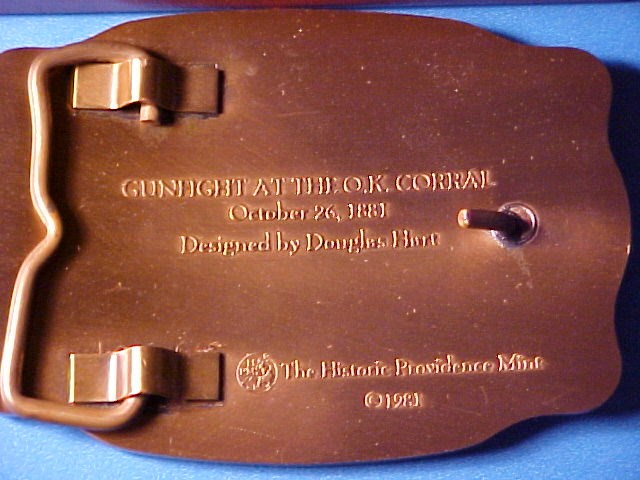 GUNFIGHT AT THE O.K. CORRAL
October 26, 1881
Designed by Douglas Hart
The Historic Providence Mint
©1981